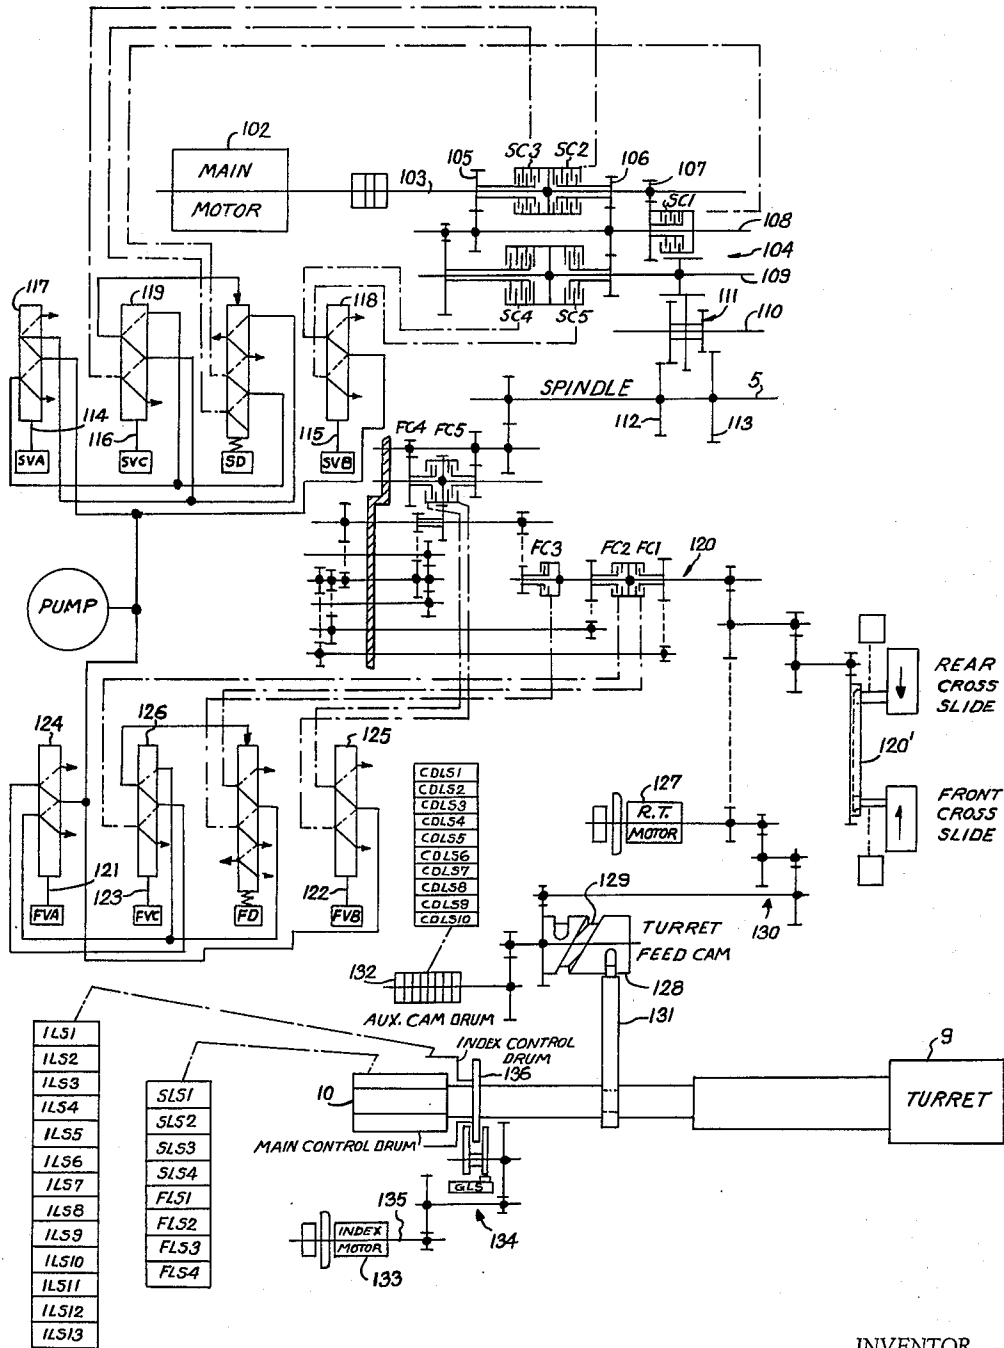 102
MAIN
MOTOR
103
105
SC3
SC2
106
107
SC1
108
104
109
SC4
SC5
111
110
117
119
118
SPINDLE
5
112
113
114
116
115
SVA
SVC
SD
SVB
FC4
FC5
FC3
FC2
FC1
120
PUMP
REAR
CROSS
SLIDE
120'
FRONT
CROSS
SLIDE
124
126
125
121
123
122
FVA
FVC
FD
FVB
CDLS1
CDLS2
CDLS3
CDLS4
CDLS5
CDLS6
CDLS7
CDLS8
CDLS9
CDLS10
127
R.T.
MOTOR
129
TURRET
FEED CAM
130
128
132
AUX. CAM DRUM
131
INDEX CONTROL
DRUM
136
10
MAIN CONTROL DRUM
9
TURRET
GLS
135
134
INDEX
MOTOR
133
ILS1
ILS2
ILS3
ILS4
ILS5
ILS6
ILS7
ILS8
ILS9
ILS10
ILS11
ILS12
ILS13
SLS1
SLS2
SLS3
SLS4
FLS1
FLS2
FLS3
FLS4
INVENTOR